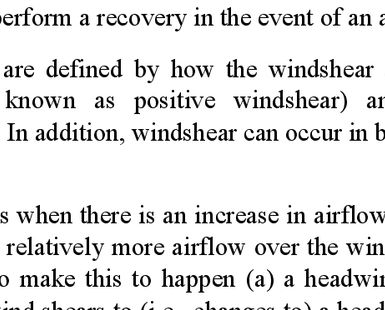 perform a recovery in the event of an a
are defined by how the windshear
known as positive windshear) an
In addition, windshear can occur in b
s when there is an increase in airflow
relatively more airflow over the win
o make this to happen (a) a headwin
wind shears to (i.e., changes to) a head